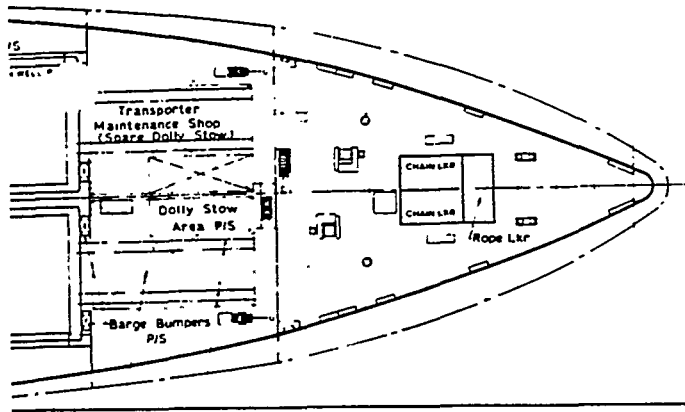 P/S
Transporter
Maintenance Shop
(Spare Dolly Stow)
CHAIN LKR
CHAIN LKR
Dolly Stow
Area P/S
Rope Lkr
Barge Bumpers
P/S